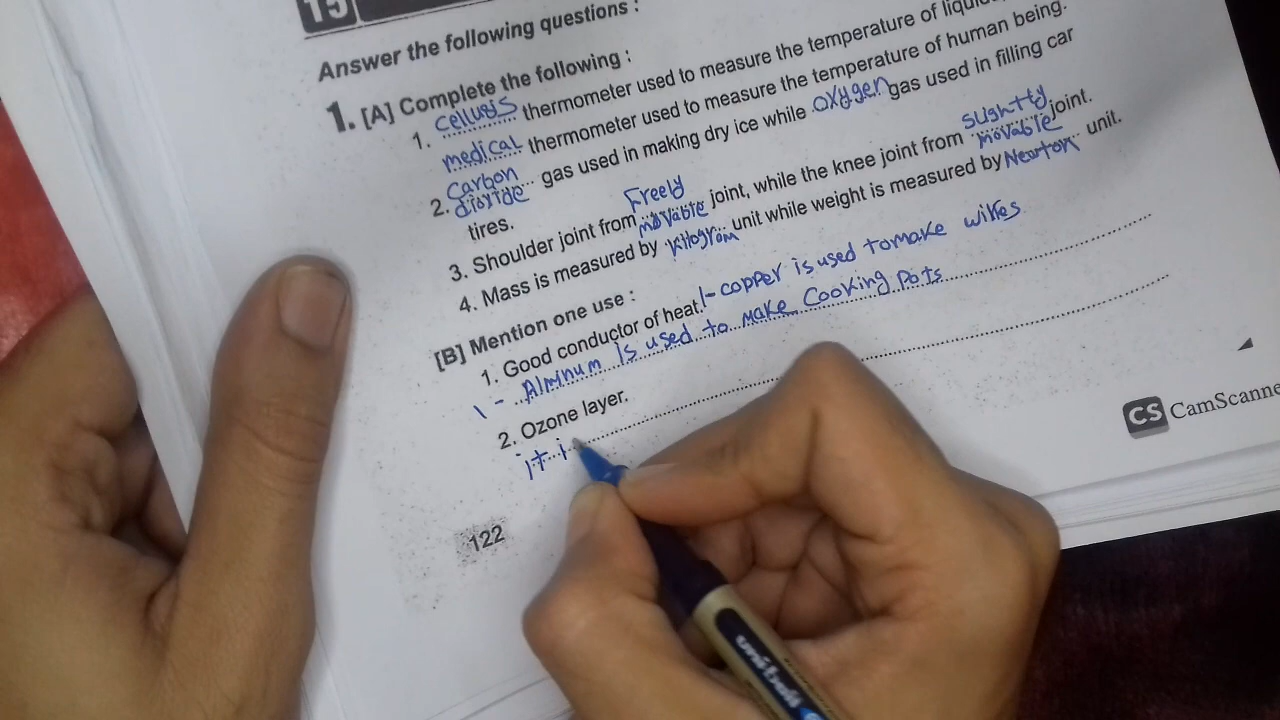 15
Answer the following questions :
1. [A] Complete the following :
1. cellusis thermometer used to measure the temperature of
medical thermometer used to measure the temperature of human being.
2. Carbon dioxide gas used in making dry ice while oxygen gas used in filling car
tires.
3. Shoulder joint from Freely movable joint, while the knee joint from slightly movable joint.
4. Mass is measured by kilogram unit while weight is measured by Newton unit.
[B] Mention one use :
1. Good conductor of heat. 1- copper is used to make wires
1 - Alminum is used to make Cooking Pots
2. Ozone layer.
it i
122
CS CamScanne
uni-ball